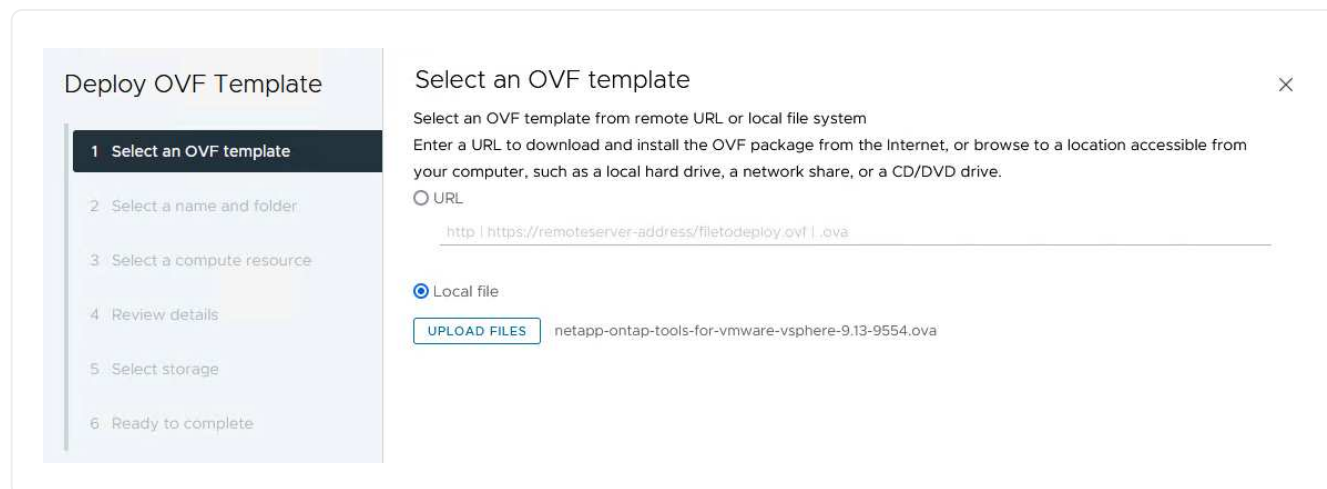 Deploy OVF Template
1 Select an OVF template
2 Select a name and folder
3 Select a compute resource
4 Review details
5 Select storage
6 Ready to complete
Select an OVF template
Select an OVF template from remote URL or local file system
Enter a URL to download and install the OVF package from the Internet, or browse to a location accessible from
your computer, such as a local hard drive, a network share, or a CD/DVD drive.
URL
http | https://remoteserver-address/filetodeploy.ovf | .ova
Local file
UPLOAD FILES netapp-ontap-tools-for-vmware-vsphere-9.13-9554.ova